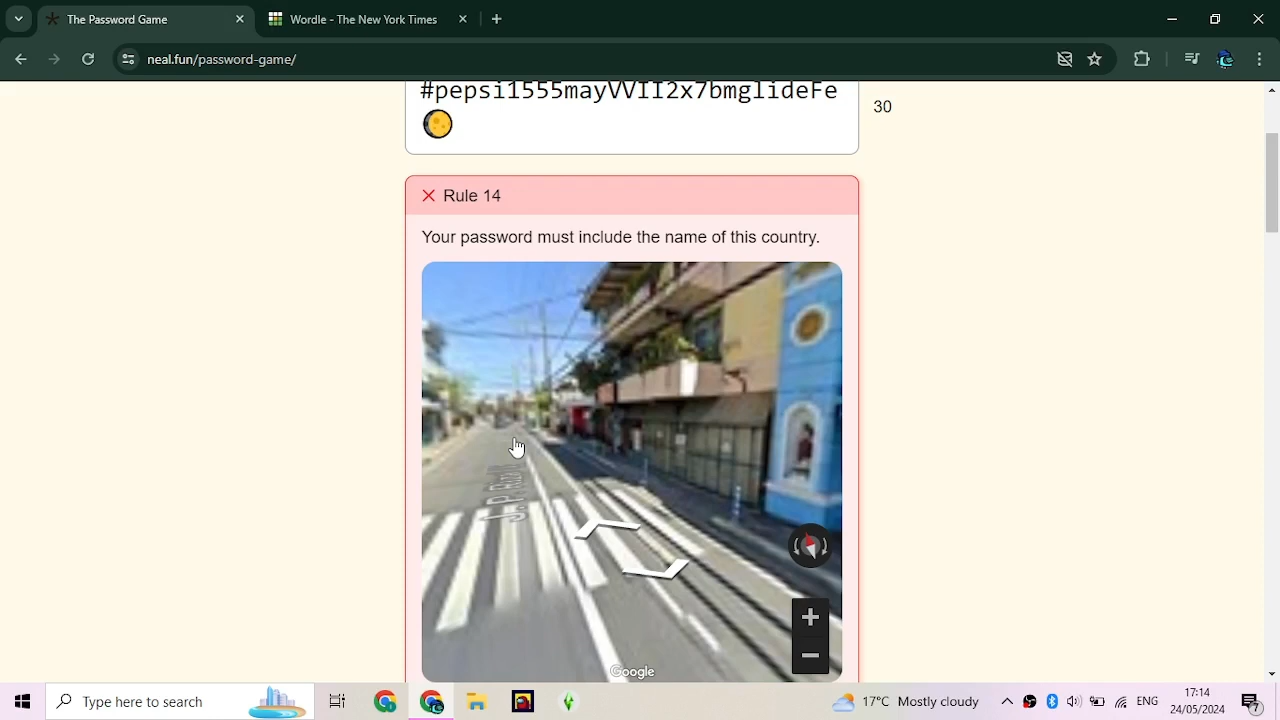 The Password Game
Wordle - The New York Times
neal.fun/password-game/
#pepsi1555mayVVII2x7bmglideFe
30
Rule 14
Your password must include the name of this country.
J. P. Rizal
Google
Type here to search
17°C Mostly cloudy
ENG
17:14
24/05/2024
7